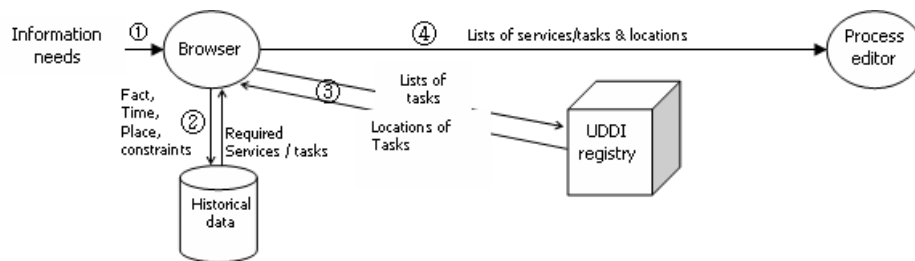 Information
needs
①
Browser
④
Lists of services/tasks & locations
Process
editor
Fact,
Time,
Place,
constraints
②
Required
Services / tasks
③
Lists of
tasks
Locations of
Tasks
UDDI
registry
Historical
data